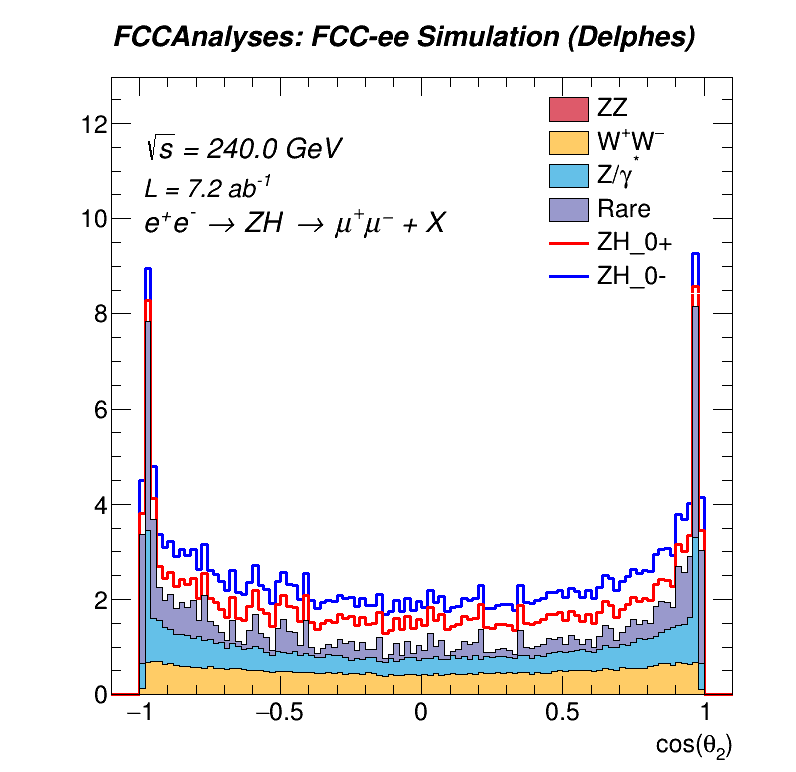 FCCAnalyses: FCC-ee Simulation (Delphes)
√s = 240.0 GeV
L = 7.2 ab⁻¹
e⁺e⁻ → ZH → μ⁺μ⁻ + X
ZZ
W⁺W⁻
Z/γ*
Rare
ZH_0+
ZH_0-
12
10
8
6
4
2
0
−1
−0.5
0
0.5
1
cos(θ₂)